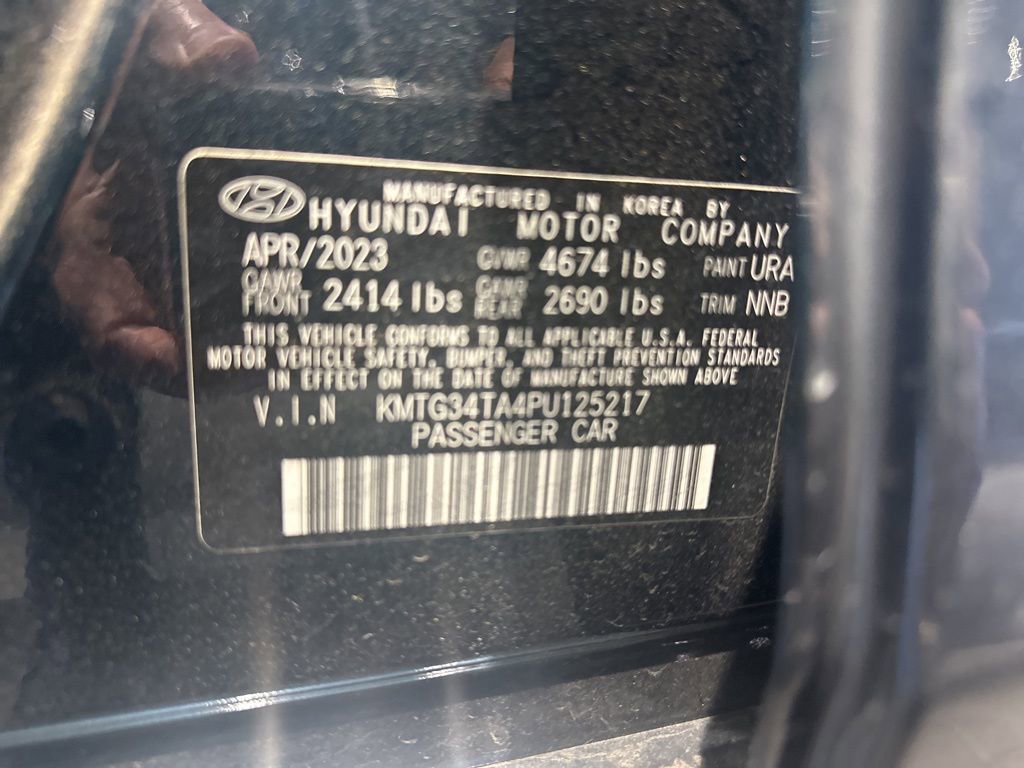 MANUFACTURED IN KOREA BY
HYUNDAI MOTOR COMPANY
APR/2023 GVWR 4674 lbs PAINT URA
GAWR FRONT 2414 lbs GAWR REAR 2690 lbs TRIM NNB
THIS VEHICLE CONFORMS TO ALL APPLICABLE U.S.A. FEDERAL
MOTOR VEHICLE SAFETY, BUMPER, AND THEFT PREVENTION STANDARDS
IN EFFECT ON THE DATE OF MANUFACTURE SHOWN ABOVE
V.I.N KMTG34TA4PU125217
PASSENGER CAR